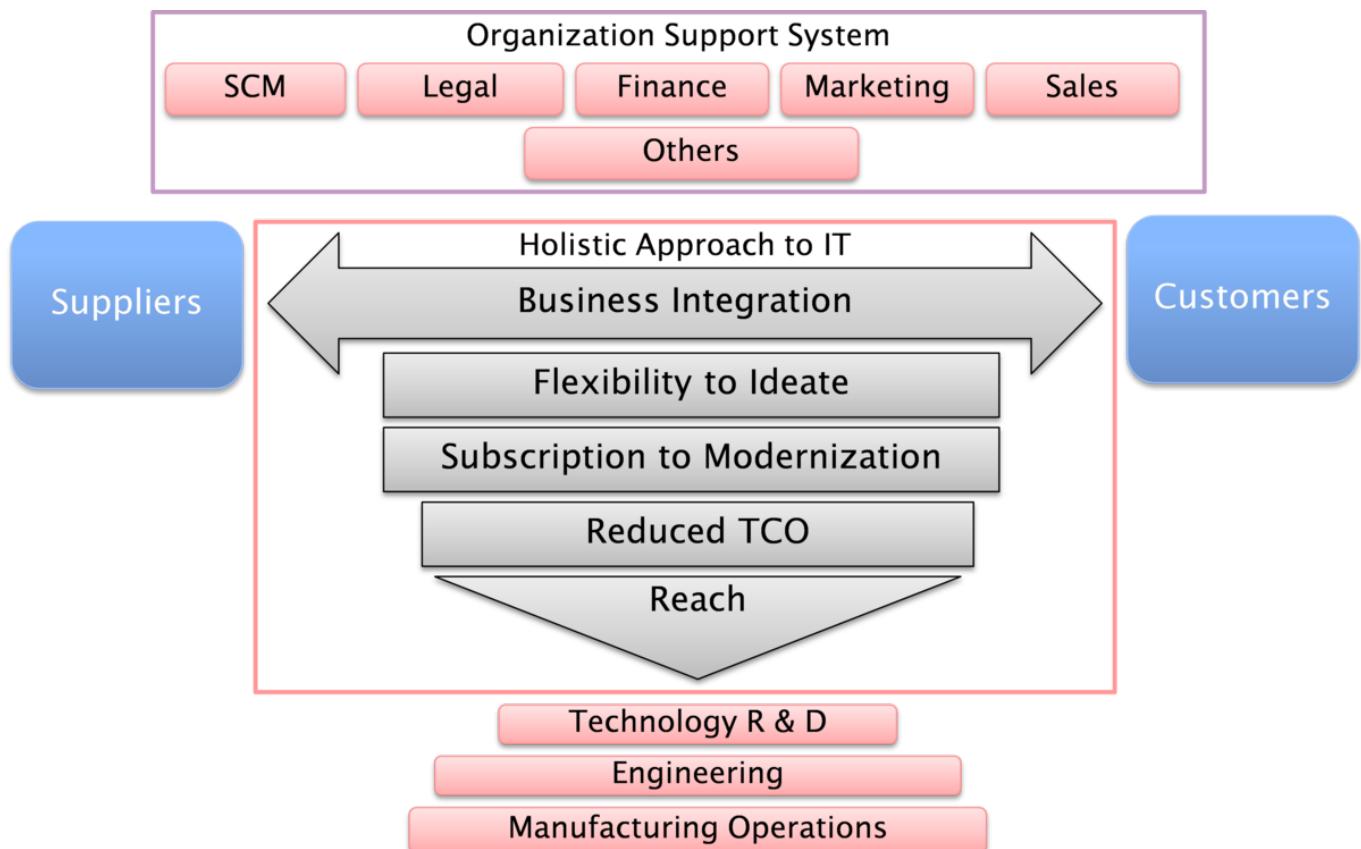 Organization Support System
SCM Legal Finance Marketing Sales
Others
Holistic Approach to IT
Suppliers
Business Integration
Customers
Flexibility to Ideate
Subscription to Modernization
Reduced TCO
Reach
Technology R & D
Engineering
Manufacturing Operations